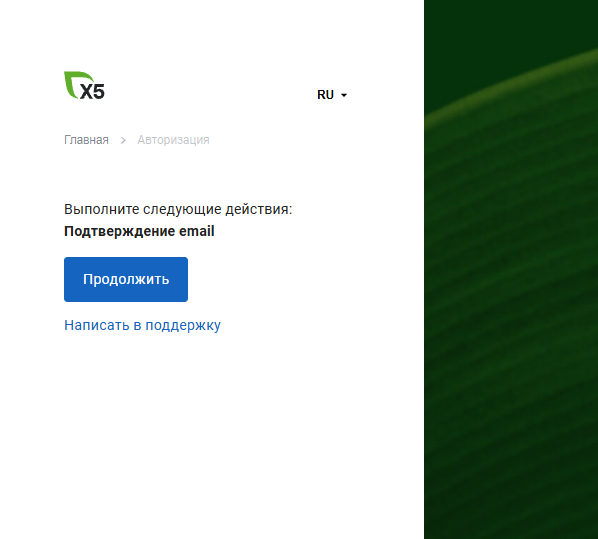 X5
RU
Главная
Авторизация
Выполните следующие действия:
Подтверждение email
Продолжить
Написать в поддержку